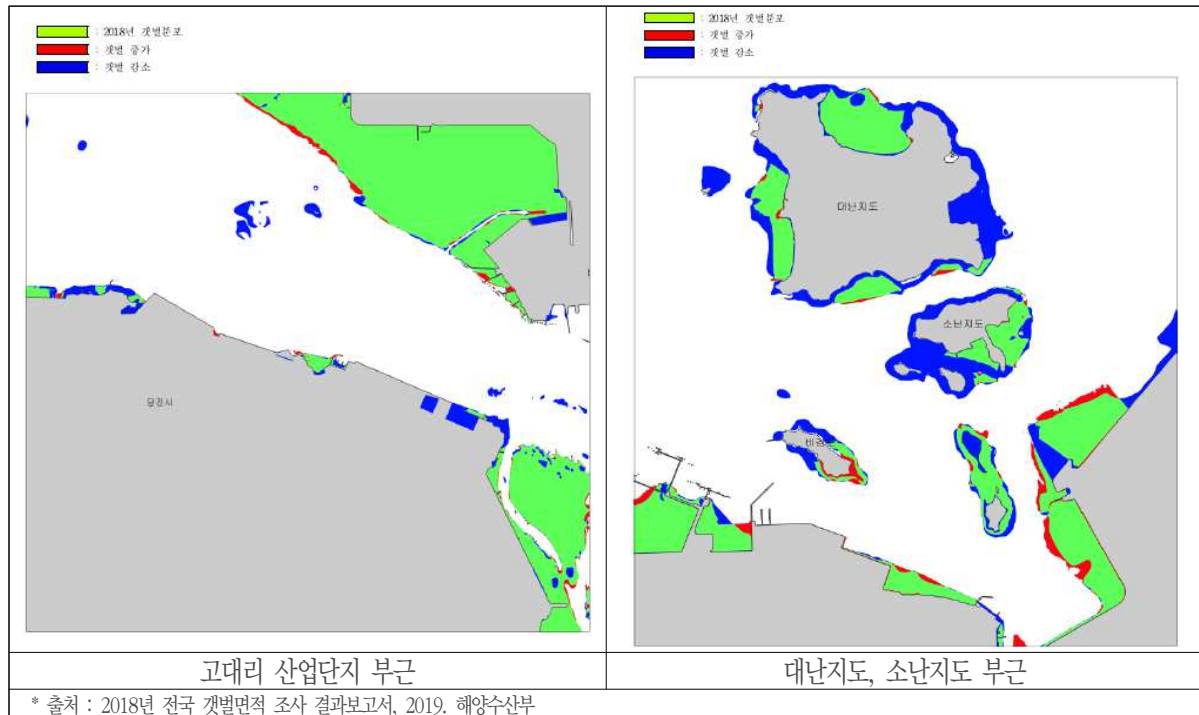 : 2018년 갯벌분포
: 갯벌 증가
: 갯벌 감소
당진시
고대리 산업단지 부근
: 2018년 갯벌분포
: 갯벌 증가
: 갯벌 감소
대난지도
소난지도
대난지도, 소난지도 부근
* 출처 : 2018년 전국 갯벌면적 조사 결과보고서, 2019. 해양수산부